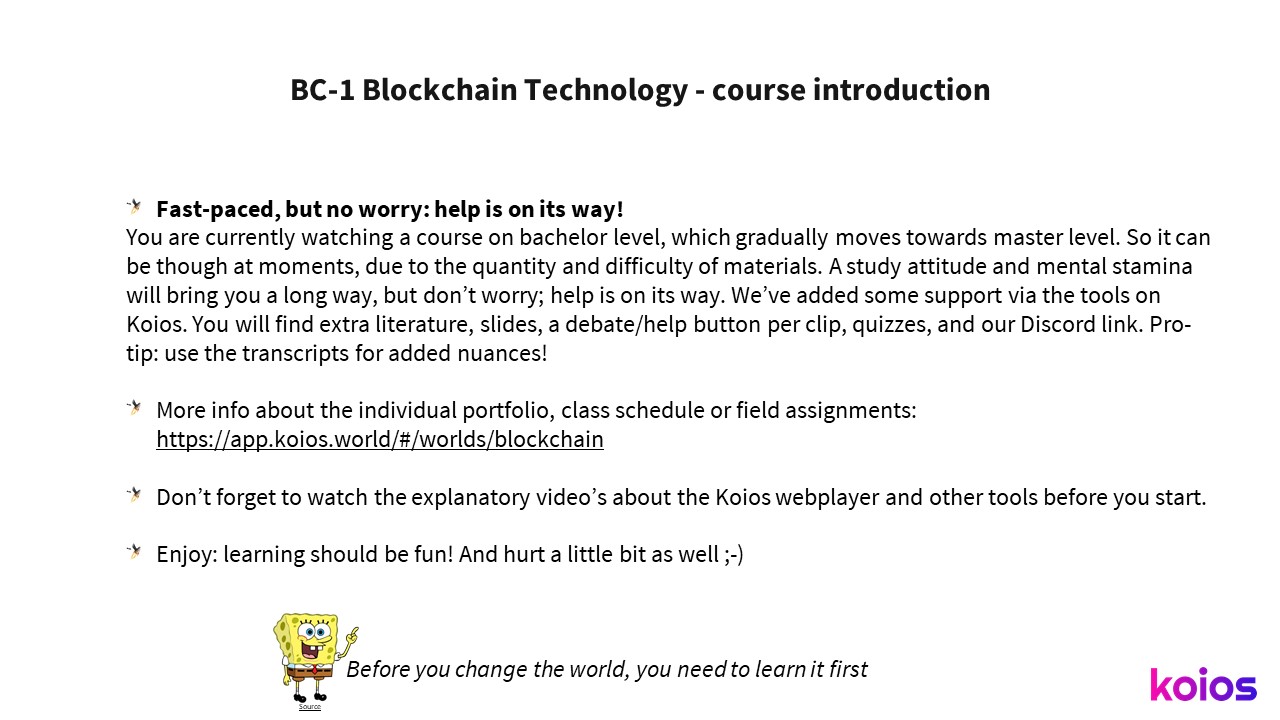 BC-1 Blockchain Technology - course introduction
Fast-paced, but no worry: help is on its way!
You are currently watching a course on bachelor level, which gradually moves towards master level. So it can
be though at moments, due to the quantity and difficulty of materials. A study attitude and mental stamina
will bring you a long way, but don’t worry; help is on its way. We’ve added some support via the tools on
Koios. You will find extra literature, slides, a debate/help button per clip, quizzes, and our Discord link. Pro-
tip: use the transcripts for added nuances!
More info about the individual portfolio, class schedule or field assignments:
https://app.koios.world/#/worlds/blockchain
Don’t forget to watch the explanatory video’s about the Koios webplayer and other tools before you start.
Enjoy: learning should be fun! And hurt a little bit as well ;-)
Before you change the world, you need to learn it first
Source
koios